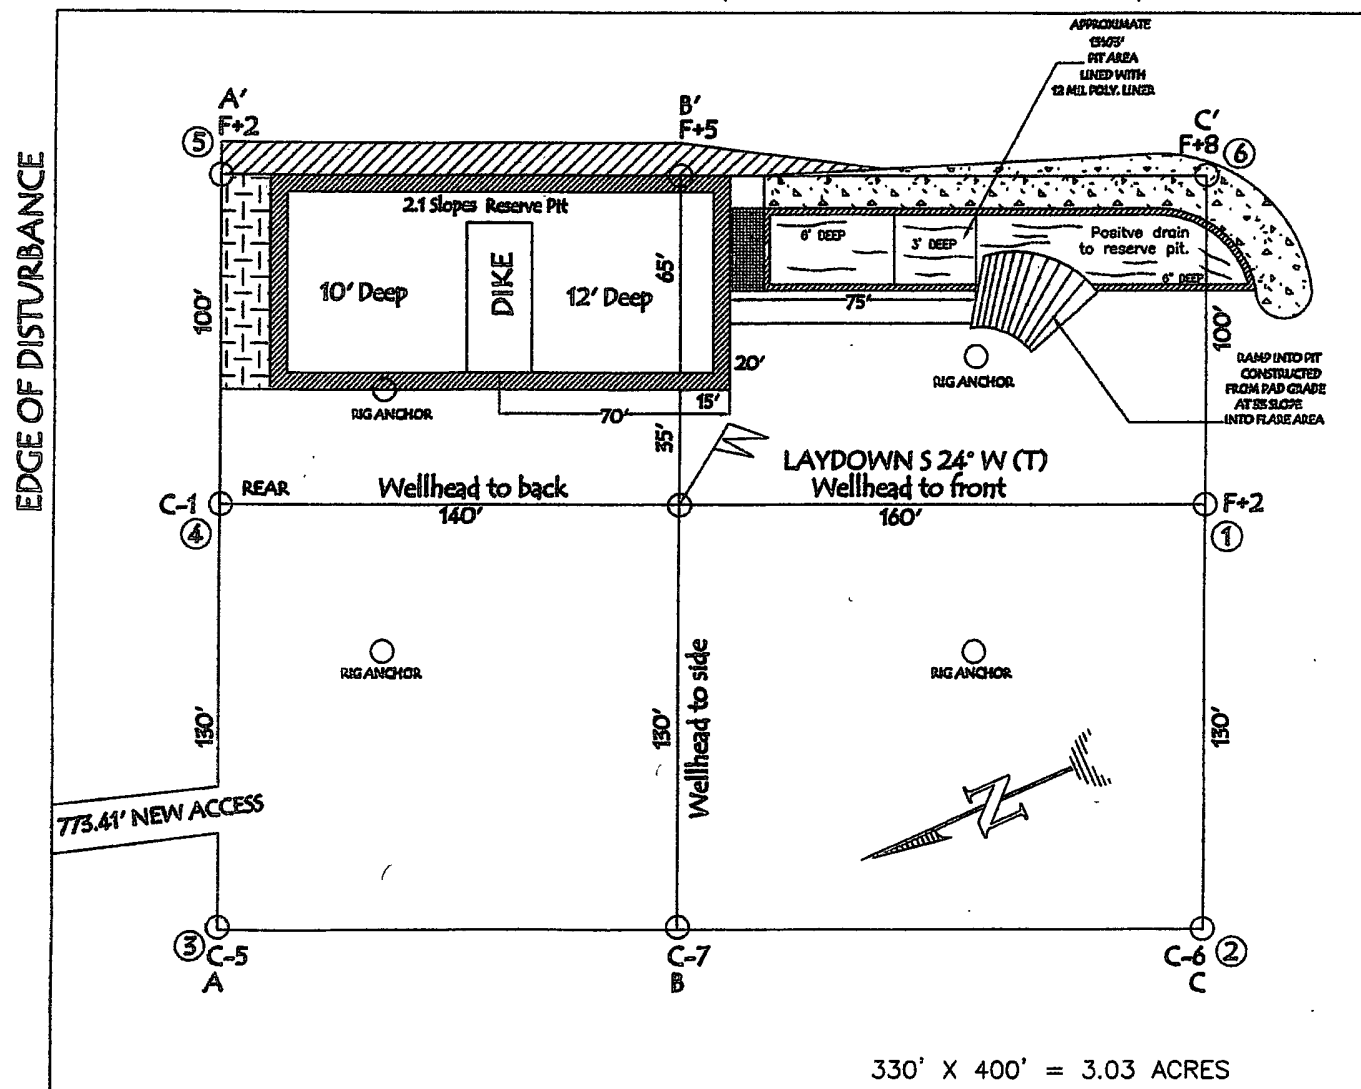 APPROXIMATE
PIT AREA
LINED WITH
12 MIL POLY. LINER
A'
F+2
5
B'
F+5
C'
F+8
6
EDGE OF DISTURBANCE
2.1 Slopes Reserve Pit
6' DEEP
3' DEEP
Positve drain
to reserve pit.
6" DEEP
10' Deep
DIKE
12' Deep
65'
75'
100'
100'
20'
15'
70'
35'
RIG ANCHOR
RIG ANCHOR
RAMP INTO PIT
CONSTRUCTED
FROM PAD GRADE
AT SLOPE
INTO FLARE AREA
N
LAYDOWN S 24° W (T)
C-1
REAR
Wellhead to back
Wellhead to front
F+2
4
140'
160'
1
RIG ANCHOR
RIG ANCHOR
130'
130'
Wellhead to side
130'
N
773.41' NEW ACCESS
3
C-5
A
C-7
B
C-6
C
2
330' X 400' = 3.03 ACRES